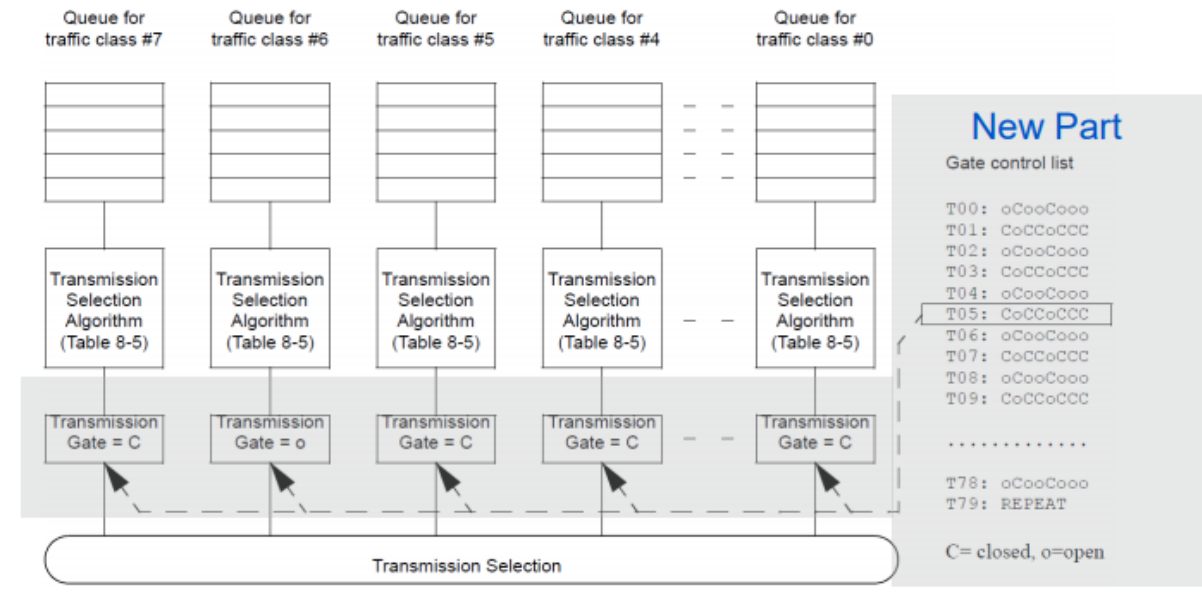 Queue for
traffic class #7
Queue for
traffic class #6
Queue for
traffic class #5
Queue for
traffic class #4
Queue for
traffic class #0
New Part
Gate control list
T00: oCooCooo
T01: CoCCoCCC
T02: oCooCooo
T03: CoCCoCCC
T04: oCooCooo
T05: CoCCoCCC
T06: oCooCooo
T07: CoCCoCCC
T08: oCooCooo
T09: CoCCoCCC
. . . . . . . . . . . . .
T78: oCooCooo
T79: REPEAT
C= closed, o=open
Transmission
Selection
Algorithm
(Table 8-5)
Transmission
Selection
Algorithm
(Table 8-5)
Transmission
Selection
Algorithm
(Table 8-5)
Transmission
Selection
Algorithm
(Table 8-5)
Transmission
Selection
Algorithm
(Table 8-5)
Transmission
Gate = C
Transmission
Gate = o
Transmission
Gate = C
Transmission
Gate = C
Transmission
Gate = C
Transmission Selection